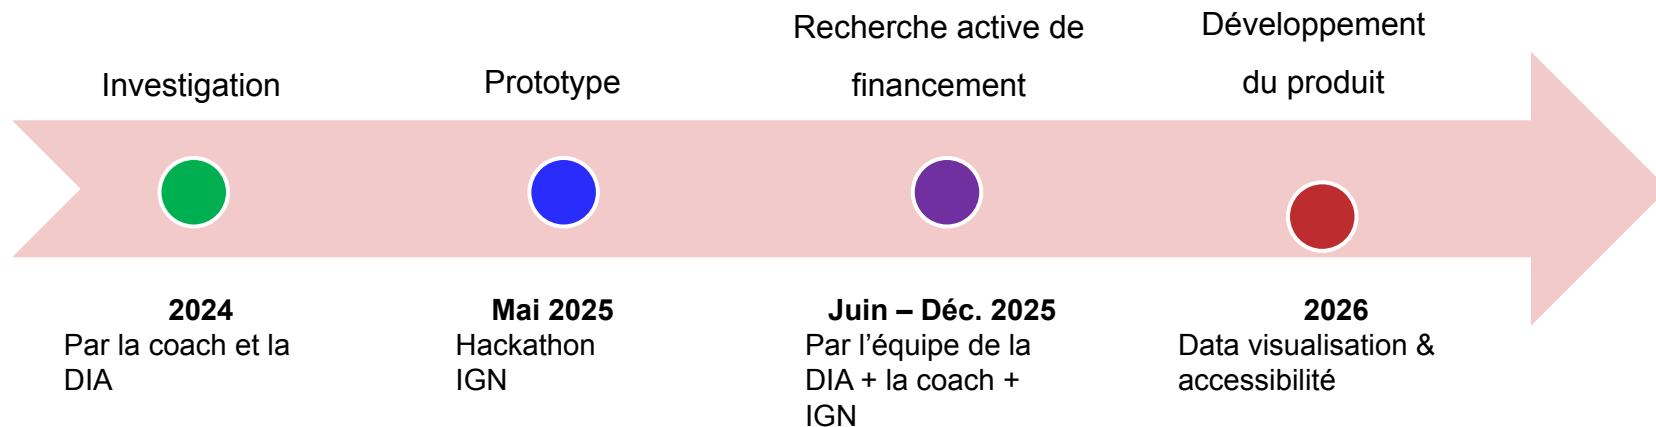 Investigation
2024
Par la coach et la
DIA
Prototype
Mai 2025
Hackathon
IGN
Recherche active de
financement
Juin – Déc. 2025
Par l’équipe de la
DIA + la coach +
IGN
Développement
du produit
2026
Data visualisation &
accessibilité